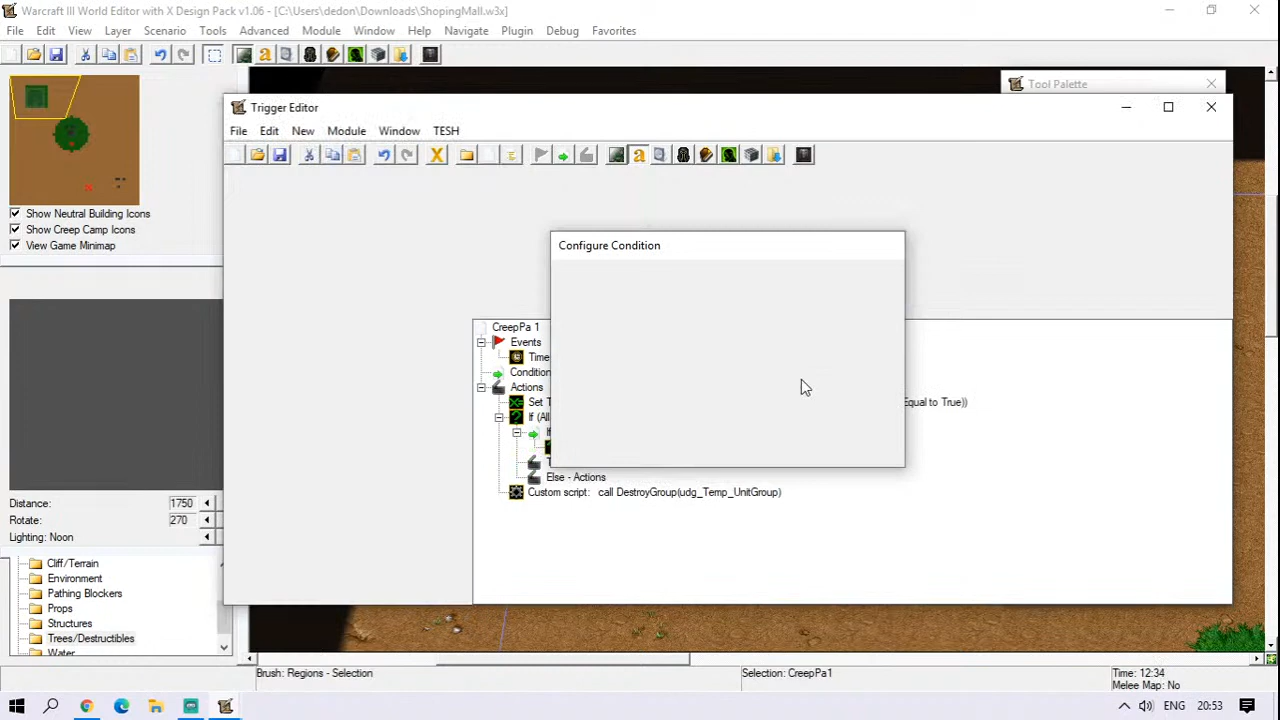 Warcraft III World Editor with X Design Pack v1.06 - [C:\Users\dedon\Downloads\ShopingMall.w3x]
File Edit View Layer Scenario Tools Advanced Module Window Help Navigate Plugin Debug Favorites
Tool Palette
Trigger Editor
File Edit New Module Window TESH
Show Neutral Building Icons
Show Creep Camp Icons
View Game Minimap
Configure Condition
CreepPa 1
Events
Time
Condition
Actions
Set T
Equal to True))
If (All
If
Else - Actions
Custom script: call DestroyGroup(udg_Temp_UnitGroup)
Distance: 1750
Rotate: 270
Lighting: Noon
Cliff/Terrain
Environment
Pathing Blockers
Props
Structures
Trees/Destructibles
Water
Brush: Regions - Selection
Selection: CreepPa1
Time: 12:34
Melee Map: No
ENG 20:53